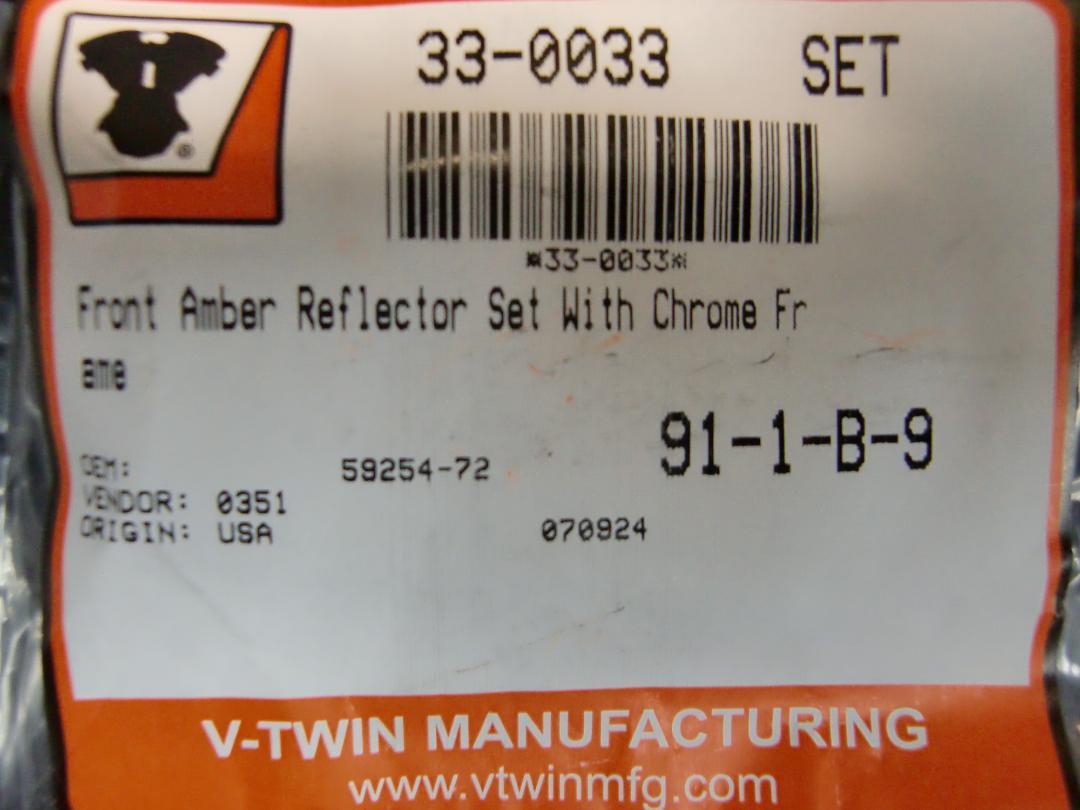 33-0033 SET
*33-0033*
Front Amber Reflector Set With Chrome Fr
ame
91-1-B-9
OEM: 59254-72
VENDOR: 0351
ORIGIN: USA 070924
®
V-TWIN MANUFACTURING
www.vtwinmfg.com